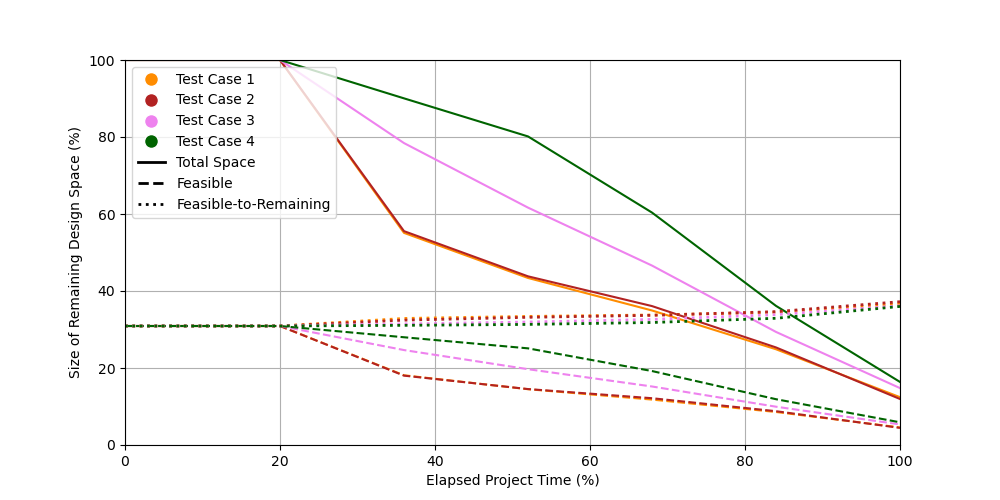 100
80
60
40
20
0
Size of Remaining Design Space (%)
Test Case 1
Test Case 2
Test Case 3
Test Case 4
Total Space
Feasible
Feasible-to-Remaining
0 20 40 60 80 100
Elapsed Project Time (%)